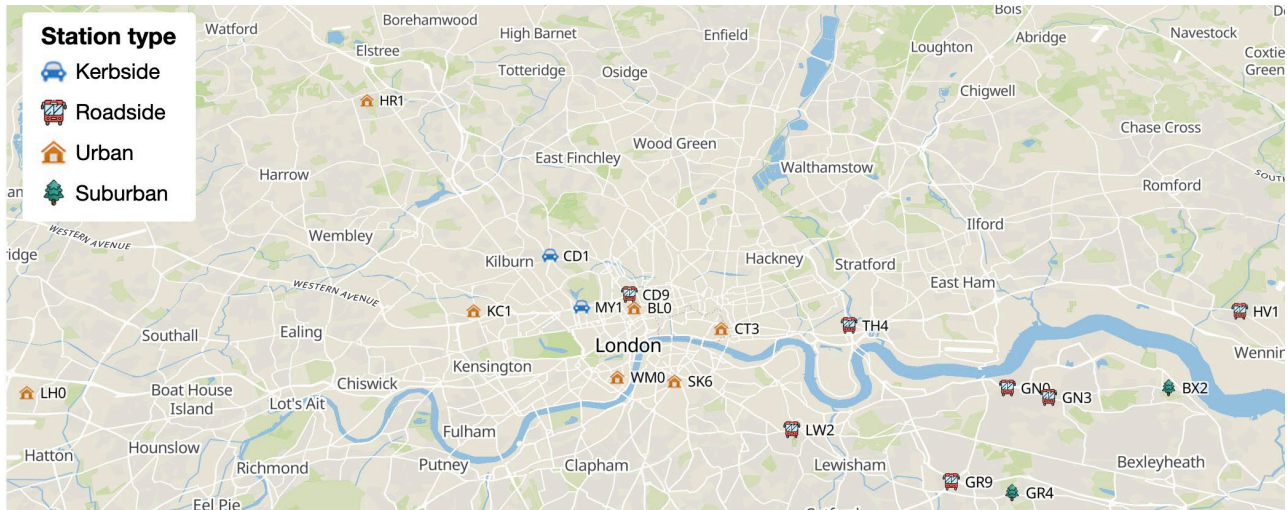 Station type
Kerbside
Roadside
Urban
Suburban
Watford
Borehamwood
Bois
Elstree
High Barnet
Enfield
Loughton
Abridge
Navestock
Coxtie
Green
Totteridge
Osidge
Chigwell
HR1
East Finchley
Wood Green
Walthamstow
Chase Cross
Harrow
Romford
Wembley
Ilford
WESTERN AVENUE
Kilburn
CD1
Hackney
Stratford
East Ham
WESTERN AVENUE
KC1
MY1
CD9
BL0
CT3
TH4
HV1
Southall
Ealing
London
Kensington
Chiswick
WM0
SK6
GN0
GN3
BX2
LH0
Boat House
Island
Lot's Ait
Fulham
LW2
Hatton
Hounslow
Richmond
Putney
Clapham
Lewisham
Bexleyheath
GR9
GR4
Eel Pie